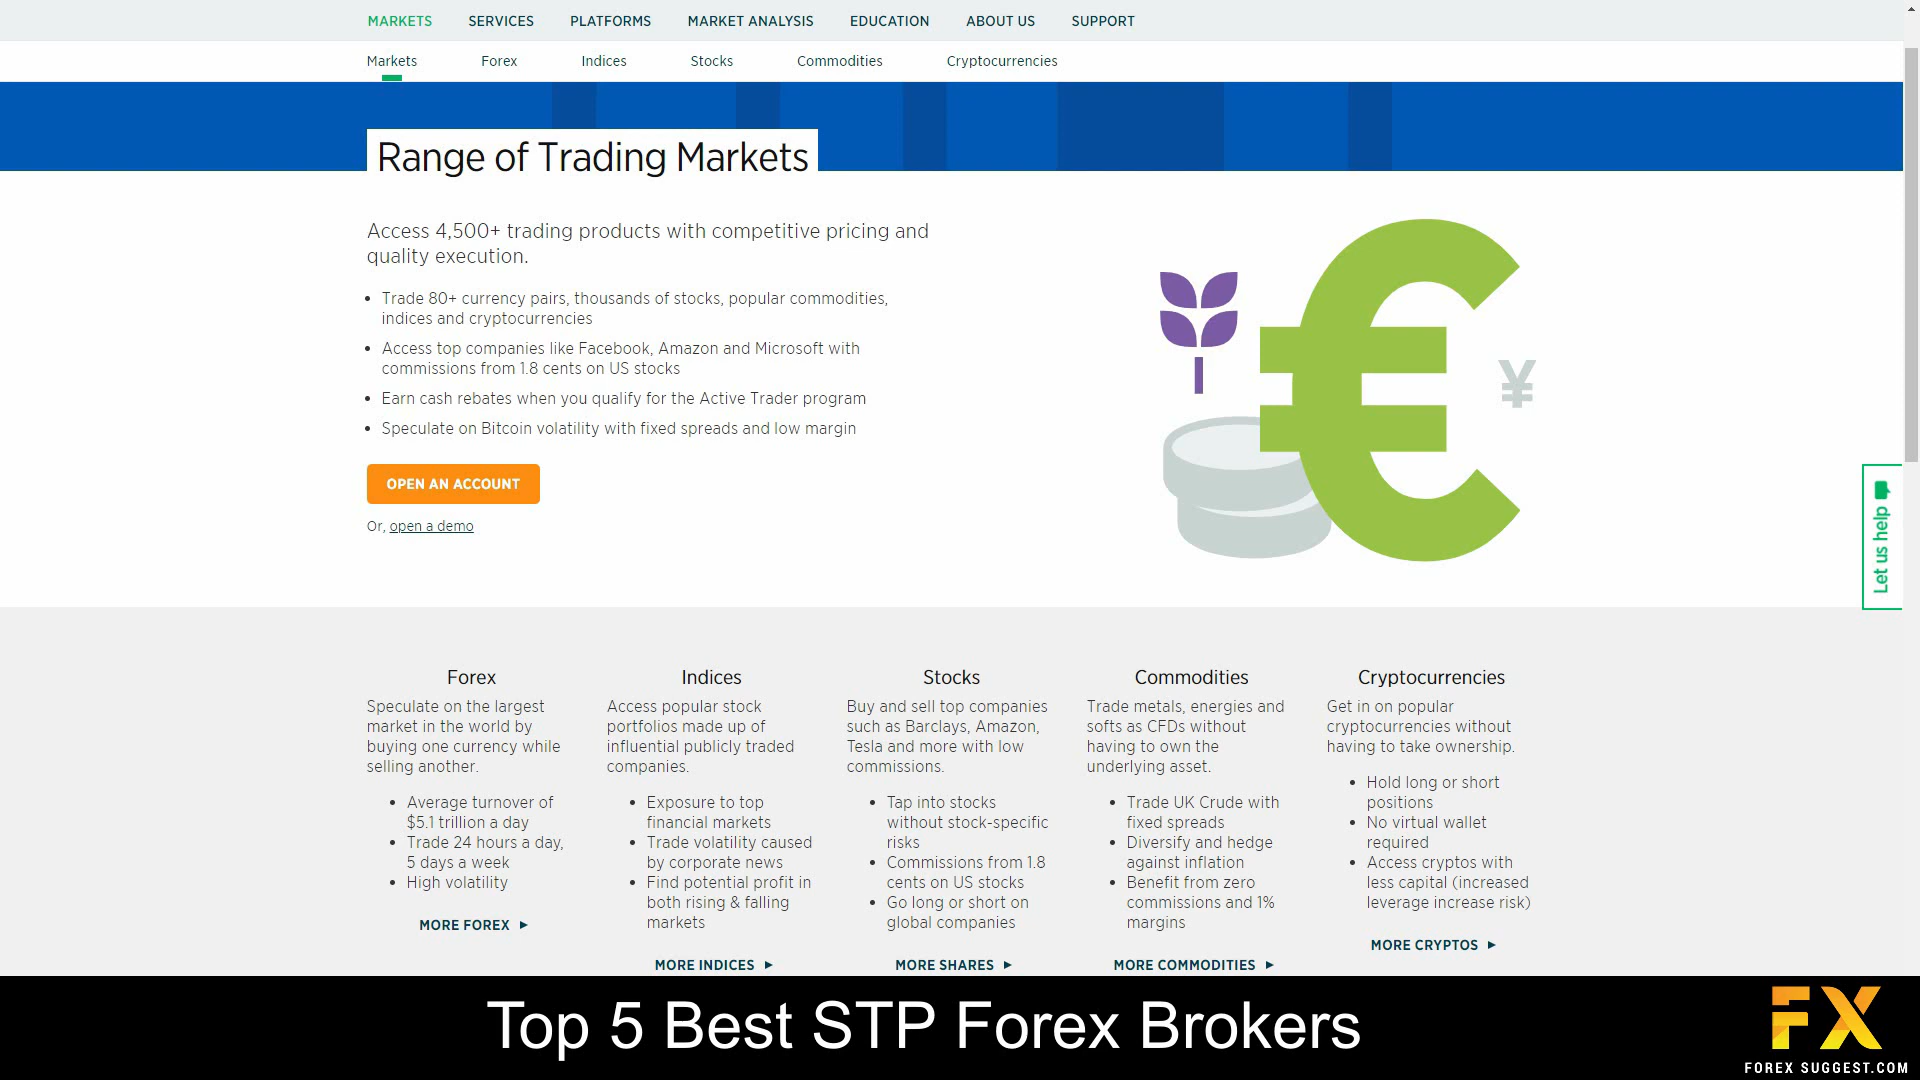 MARKETS SERVICES PLATFORMS MARKET ANALYSIS EDUCATION ABOUT US SUPPORT
Markets Forex Indices Stocks Commodities Cryptocurrencies
Range of Trading Markets
Access 4,500+ trading products with competitive pricing and
quality execution.
• Trade 80+ currency pairs, thousands of stocks, popular commodities,
indices and cryptocurrencies
• Access top companies like Facebook, Amazon and Microsoft with
commissions from 1.8 cents on US stocks
• Earn cash rebates when you qualify for the Active Trader program
• Speculate on Bitcoin volatility with fixed spreads and low margin
OPEN AN ACCOUNT
Or, open a demo
€
¥
Let us help
Forex
Speculate on the largest
market in the world by
buying one currency while
selling another.
• Average turnover of
$5.1 trillion a day
• Trade 24 hours a day,
5 days a week
• High volatility
MORE FOREX ►
Indices
Access popular stock
portfolios made up of
influential publicly traded
companies.
• Exposure to top
financial markets
• Trade volatility caused
by corporate news
• Find potential profit in
both rising & falling
markets
MORE INDICES ►
Stocks
Buy and sell top companies
such as Barclays, Amazon,
Tesla and more with low
commissions.
• Tap into stocks
without stock-specific
risks
• Commissions from 1.8
cents on US stocks
• Go long or short on
global companies
MORE SHARES ►
Commodities
Trade metals, energies and
softs as CFDs without
having to own the
underlying asset.
• Trade UK Crude with
fixed spreads
• Diversify and hedge
against inflation
• Benefit from zero
commissions and 1%
margins
MORE COMMODITIES ►
Cryptocurrencies
Get in on popular
cryptocurrencies without
having to take ownership.
• Hold long or short
positions
• No virtual wallet
required
• Access cryptos with
less capital (increased
leverage increase risk)
MORE CRYPTOS ►
Top 5 Best STP Forex Brokers
FX
FOREX SUGGEST.COM